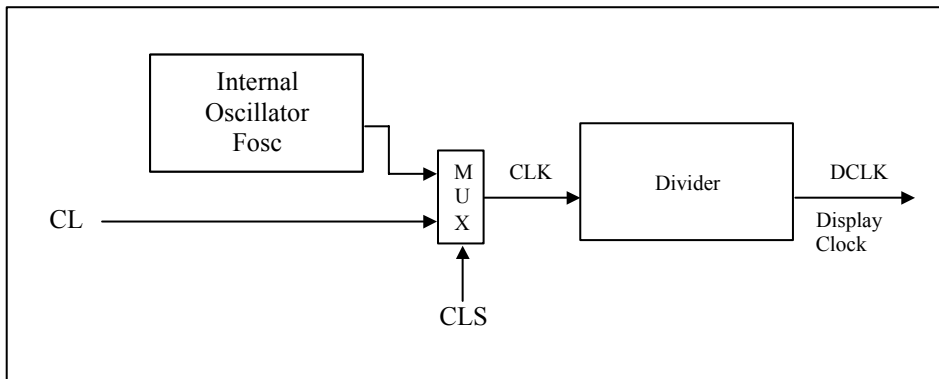 Internal
Oscillator
Fosc
M
U
X
CL
CLS
CLK
Divider
DCLK
Display
Clock